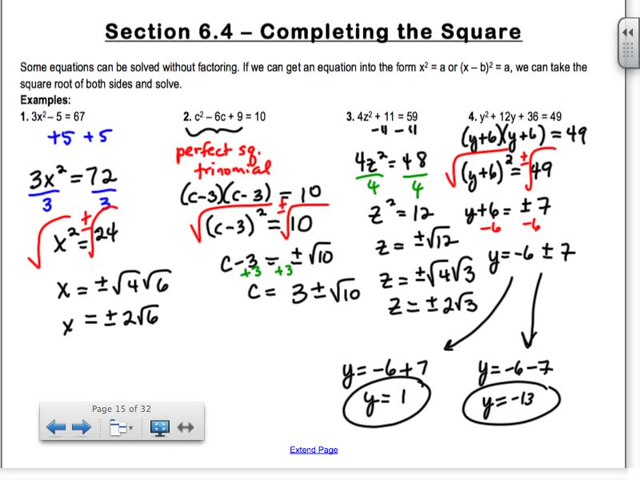 Section 6.4 – Completing the Square
Some equations can be solved without factoring. If we can get an equation into the form x² = a or (x – b)² = a, we can take the
square root of both sides and solve.
Examples:
1. 3x² – 5 = 67
+5 +5
3x² = 72
3 3
√x² = ±√24
x = ±√4√6
x = ±2√6
2. c² – 6c + 9 = 10
perfect sq.
trinomial
(c-3)(c-3) = 10
√(c-3)² = ±√10
c-3 = ±√10
+3 +3
c = 3 ± √10
3. 4z² + 11 = 59
-11 -11
4z² = 48
4 4
z² = 12
z = ±√12
z = ±√4√3
z = ±2√3
4. y² + 12y + 36 = 49
(y+6)(y+6) = 49
√(y+6)² = ±√49
y+6 = ±7
-6 -6
y = -6 ± 7
y = -6+7
y = 1
y = -6-7
y = -13
Page 15 of 32
Extend Page